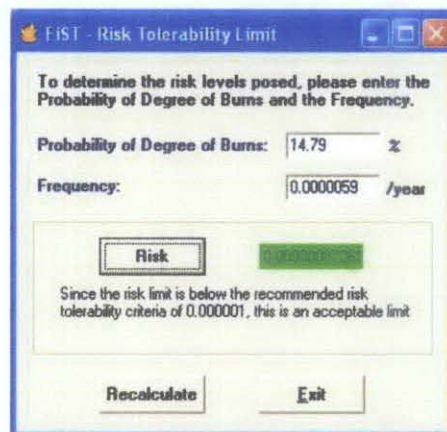 FiST - Risk Tolerability Limit
To determine the risk levels posed, please enter the
Probability of Degree of Burns and the Frequency.
Probability of Degree of Burns: 14.79 %
Frequency: 0.0000059 /year
Risk
Since the risk limit is below the recommended risk
tolerability criteria of 0.000001, this is an acceptable limit
Recalculate Exit